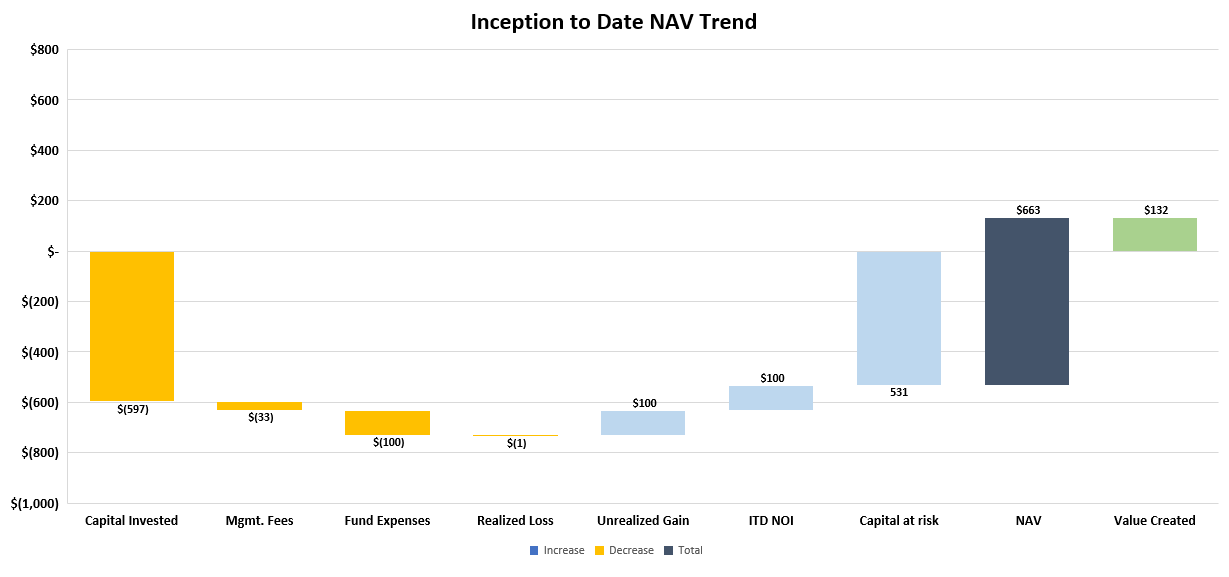 Inception to Date NAV Trend
$800
$600
$400
$200
$-
$(200)
$(400)
$(600)
$(800)
$(1,000)
$(597)
$(33)
$(100)
$(1)
$100
$100
531
$663
$132
Capital Invested
Mgmt. Fees
Fund Expenses
Realized Loss
Unrealized Gain
ITD NOI
Capital at risk
NAV
Value Created
Increase
Decrease
Total